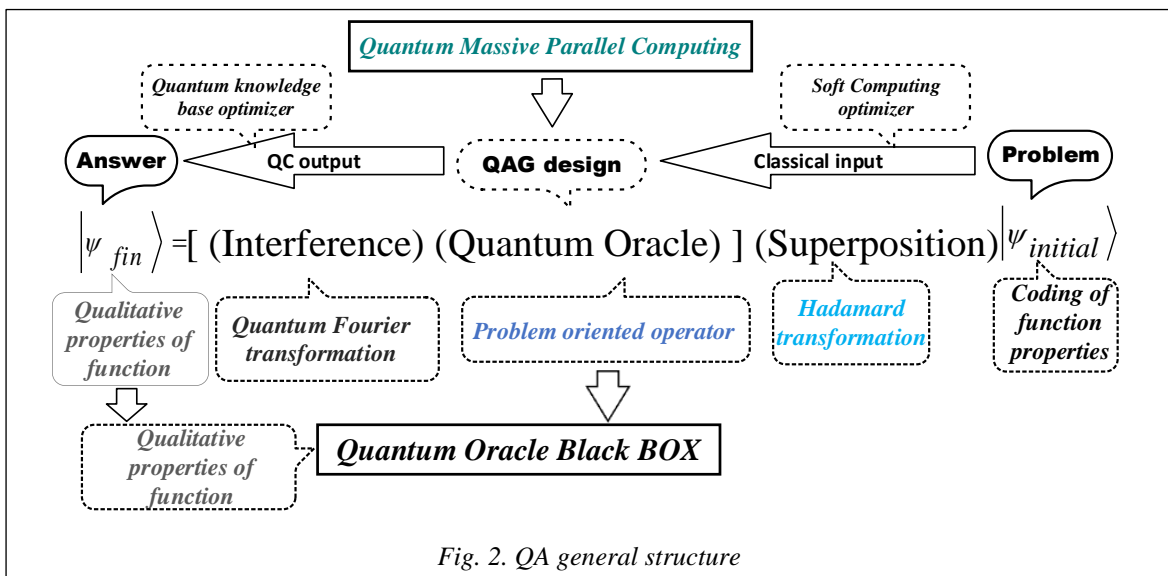 Quantum Massive Parallel Computing
Quantum knowledge
base optimizer
Soft Computing
optimizer
Answer
QC output
QAG design
Classical input
Problem
|ψ fin⟩ =[ (Interference) (Quantum Oracle) ] (Superposition)|ψinitial⟩
Qualitative
properties of
function
Quantum Fourier
transformation
Problem oriented operator
Hadamard
transformation
Coding of
function
properties
Qualitative
properties of
function
Quantum Oracle Black BOX
Fig. 2. QA general structure